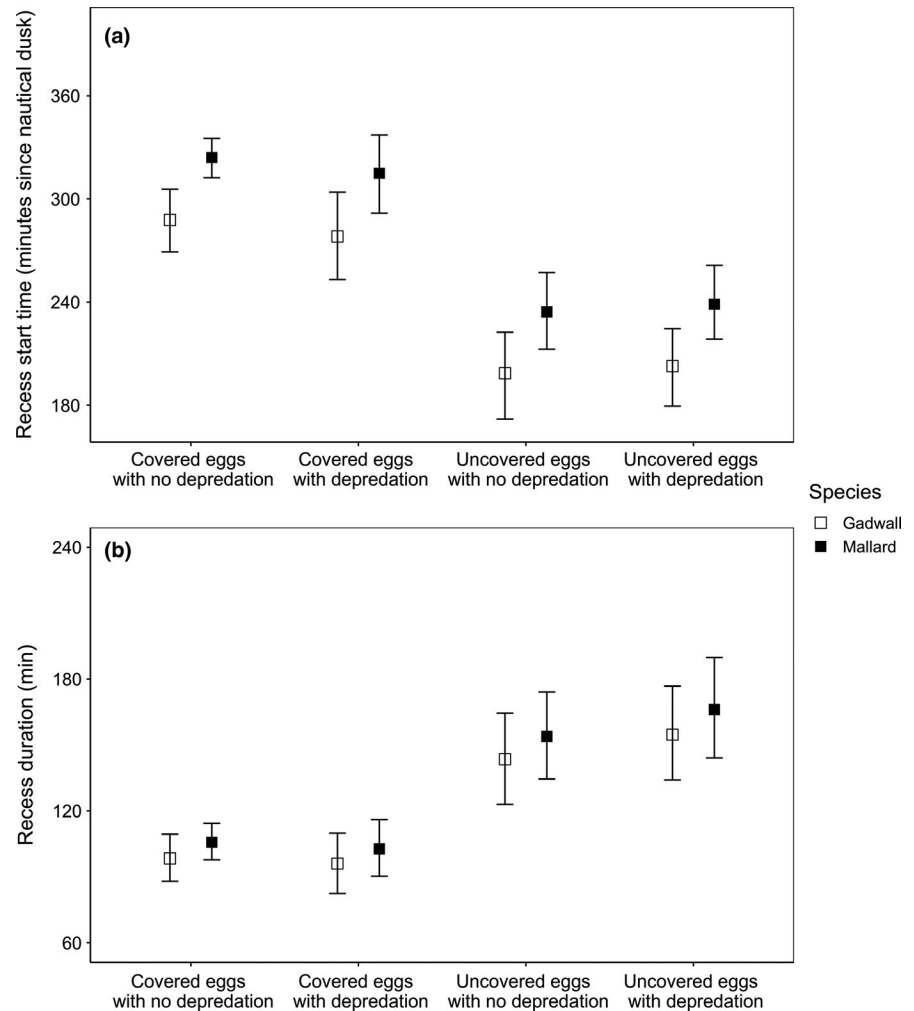 (a)
Recess start time (minutes since nautical dusk)
360
300
240
180
Covered eggs
with no depredation
Covered eggs
with depredation
Uncovered eggs
with no depredation
Uncovered eggs
with depredation
Species
Gadwall
Mallard
(b)
Recess duration (min)
240
180
120
60
Covered eggs
with no depredation
Covered eggs
with depredation
Uncovered eggs
with no depredation
Uncovered eggs
with depredation